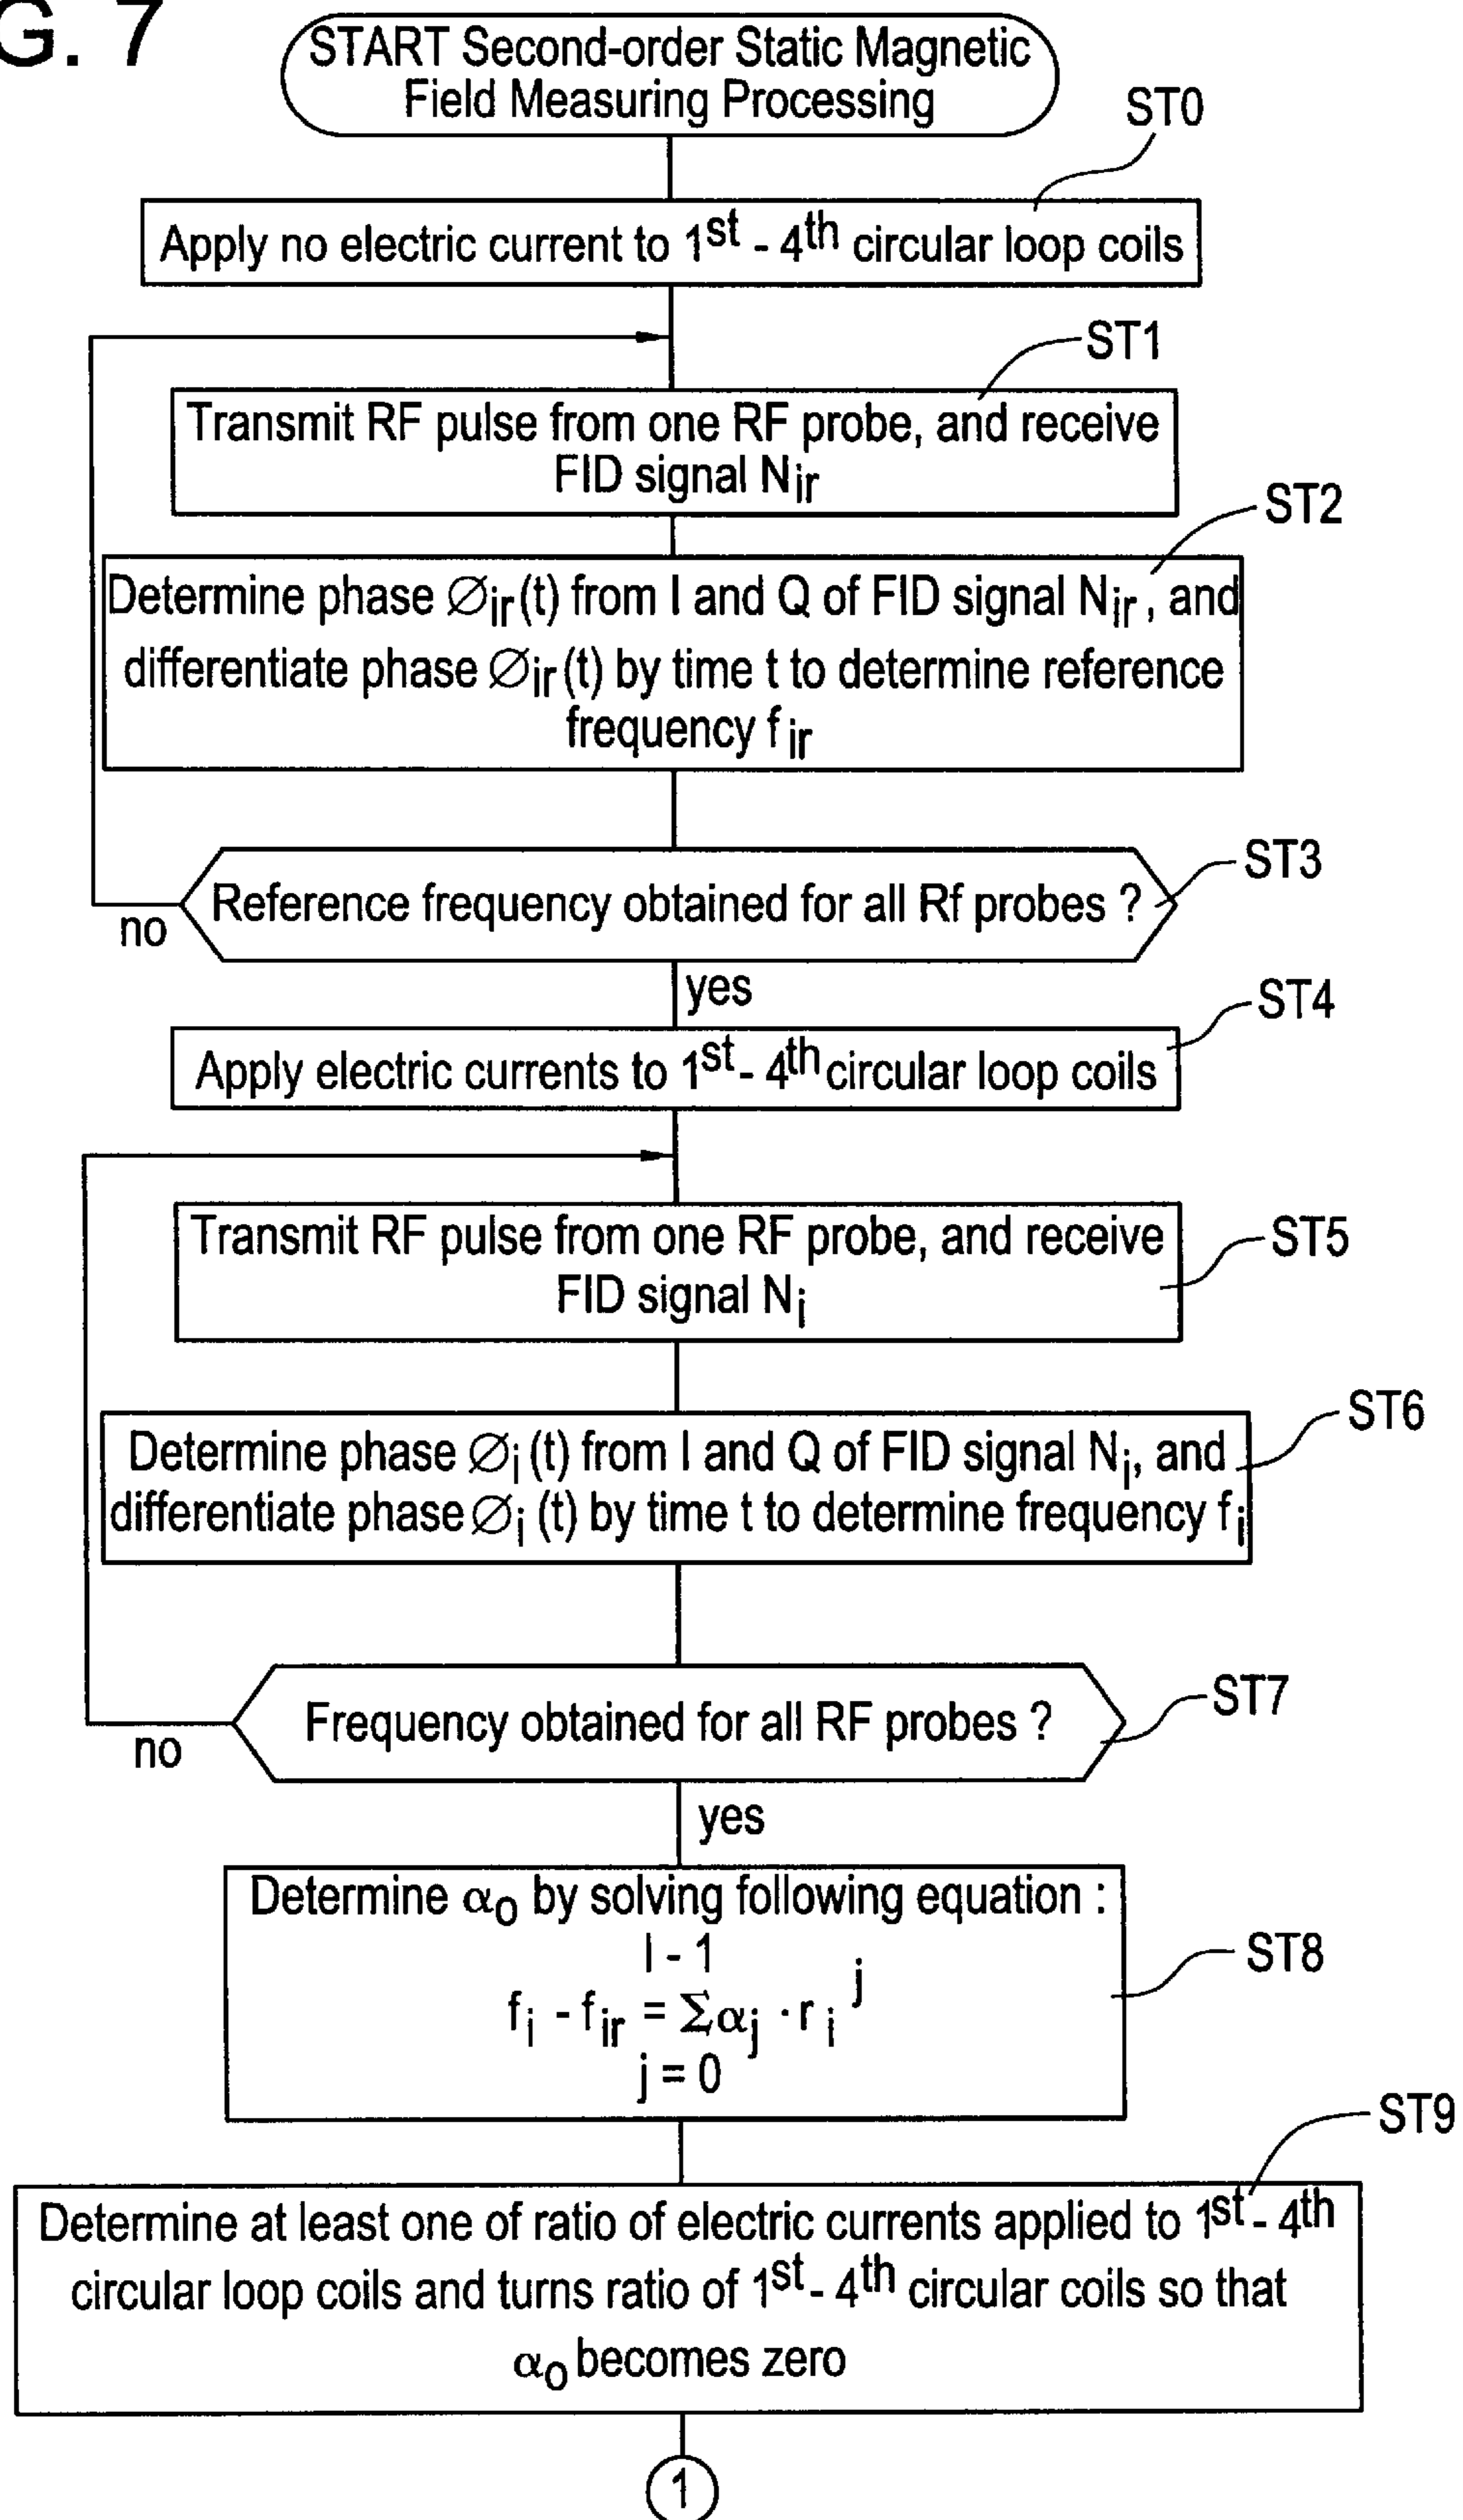 G. 7
START Second-order Static Magnetic
Field Measuring Processing
ST0
Apply no electric current to 1st - 4th circular loop coils
ST1
Transmit RF pulse from one RF probe, and receive
FID signal Nir
ST2
Determine phase ∅ir(t) from I and Q of FID signal Nir, and
differentiate phase ∅ir(t) by time t to determine reference
frequency fir
ST3
Reference frequency obtained for all Rf probes ?
no
yes
ST4
Apply electric currents to 1st - 4th circular loop coils
ST5
Transmit RF pulse from one RF probe, and receive
FID signal Ni
ST6
Determine phase ∅i (t) from I and Q of FID signal Ni, and
differentiate phase ∅i (t) by time t to determine frequency fi
ST7
Frequency obtained for all RF probes ?
no
yes
Determine α0 by solving following equation :
I - 1
fi - fir = Σαj · ri j
j = 0
ST8
ST9
Determine at least one of ratio of electric currents applied to 1st - 4th
circular loop coils and turns ratio of 1st - 4th circular coils so that
α0 becomes zero
1